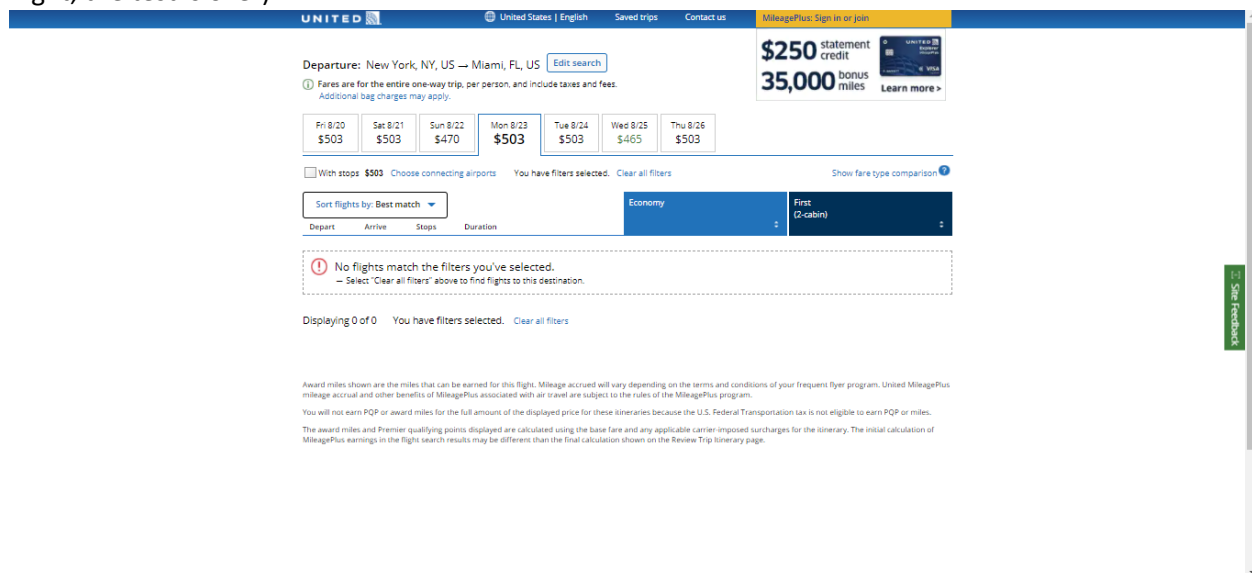 UNITED
United States | English Saved trips Contact us MileagePlus: Sign in or join
$250 statement credit
35,000 bonus miles
UNITED
Explorer
VISA
Learn more >
Departure: New York, NY, US → Miami, FL, US Edit search
Fares are for the entire one-way trip, per person, and include taxes and fees.
Additional bag charges may apply.
Fri 8/20 Sat 8/21 Sun 8/22 Mon 8/23 Tue 8/24 Wed 8/25 Thu 8/26
$503 $503 $470 $503 $503 $465 $503
With stops $503 Choose connecting airports You have filters selected. Clear all filters Show fare type comparison ?
Sort flights by: Best match
Economy
First
(2-cabin)
Depart Arrive Stops Duration
No flights match the filters you've selected.
— Select "Clear all filters" above to find flights to this destination.
Displaying 0 of 0 You have filters selected. Clear all filters
[-] Site Feedback
Award miles shown are the miles that can be earned for this flight. Mileage accrued will vary depending on the terms and conditions of your frequent flyer program. United MileagePlus
mileage accrual and other benefits of MileagePlus associated with air travel are subject to the rules of the MileagePlus program.
You will not earn PQP or award miles for the full amount of the displayed price for these itineraries because the U.S. Federal Transportation tax is not eligible to earn PQP or miles.
The award miles and Premier qualifying points displayed are calculated using the base fare and any applicable carrier-imposed surcharges for the itinerary. The initial calculation of
MileagePlus earnings in the flight search results may be different than the final calculation shown on the Review Trip Itinerary page.